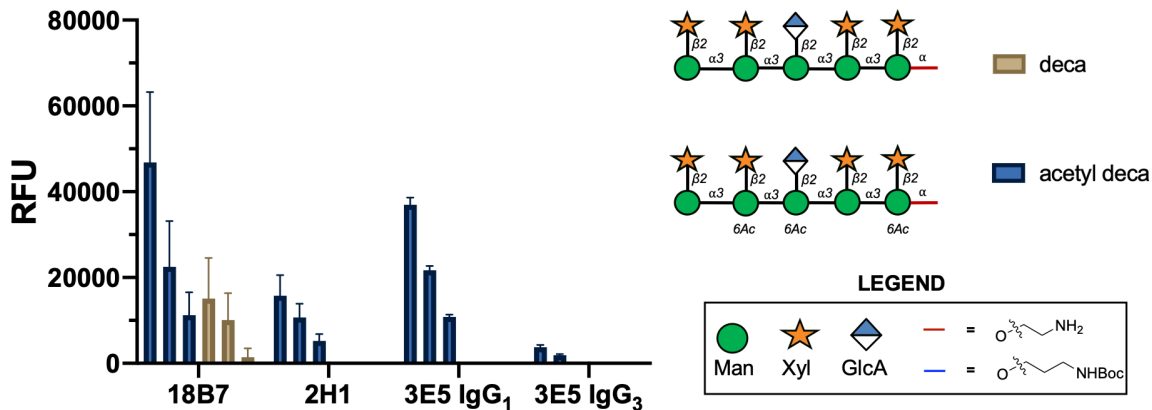 RFU
80000
60000
40000
20000
0
18B7 2H1 3E5 IgG₁ 3E5 IgG₃
β2 β2 β2 β2 β2
α3 α3 α3 α3 α
deca
β2 β2 β2 β2 β2
α3 α3 α3 α3 α
6Ac 6Ac 6Ac
acetyl deca
LEGEND
Man Xyl GlcA
= O NH₂
= O NHBoc